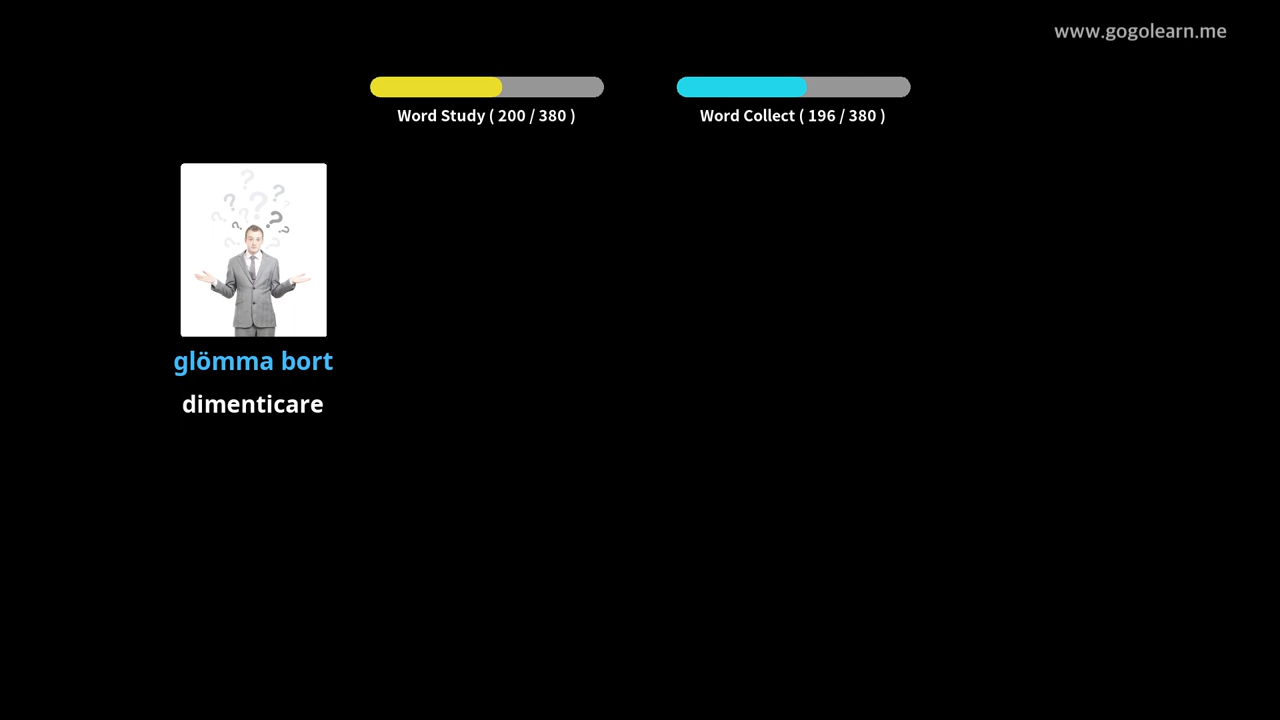 www.gogolearn.me
Word Study ( 200 / 380 )
Word Collect ( 196 / 380 )
glömma bort
dimenticare